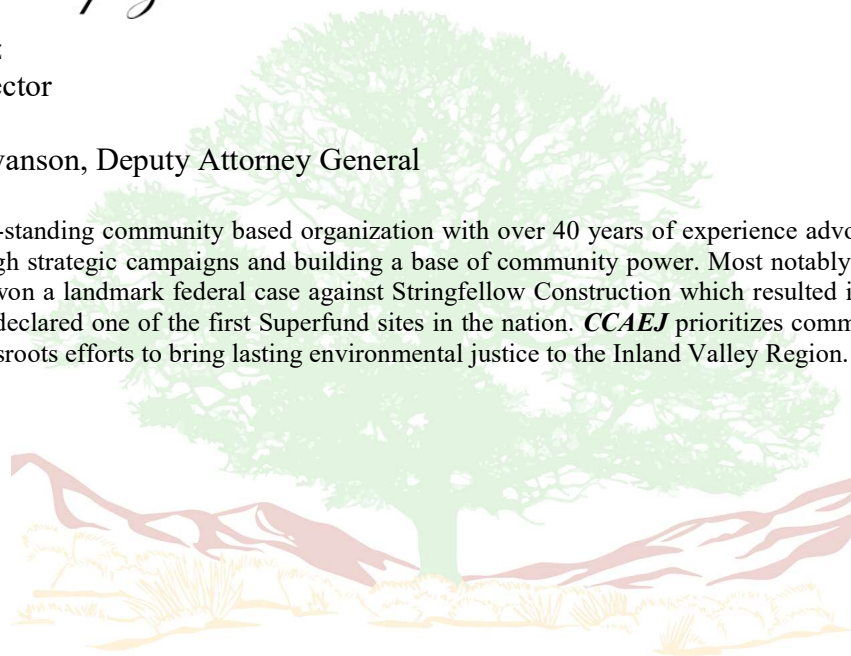 ector
anson, Deputy Attorney General
-standing community based organization with over 40 years of experience advo
gh strategic campaigns and building a base of community power. Most notably
won a landmark federal case against Stringfellow Construction which resulted i
declared one of the first Superfund sites in the nation. CCAEJ prioritizes comm
sroots efforts to bring lasting environmental justice to the Inland Valley Region.